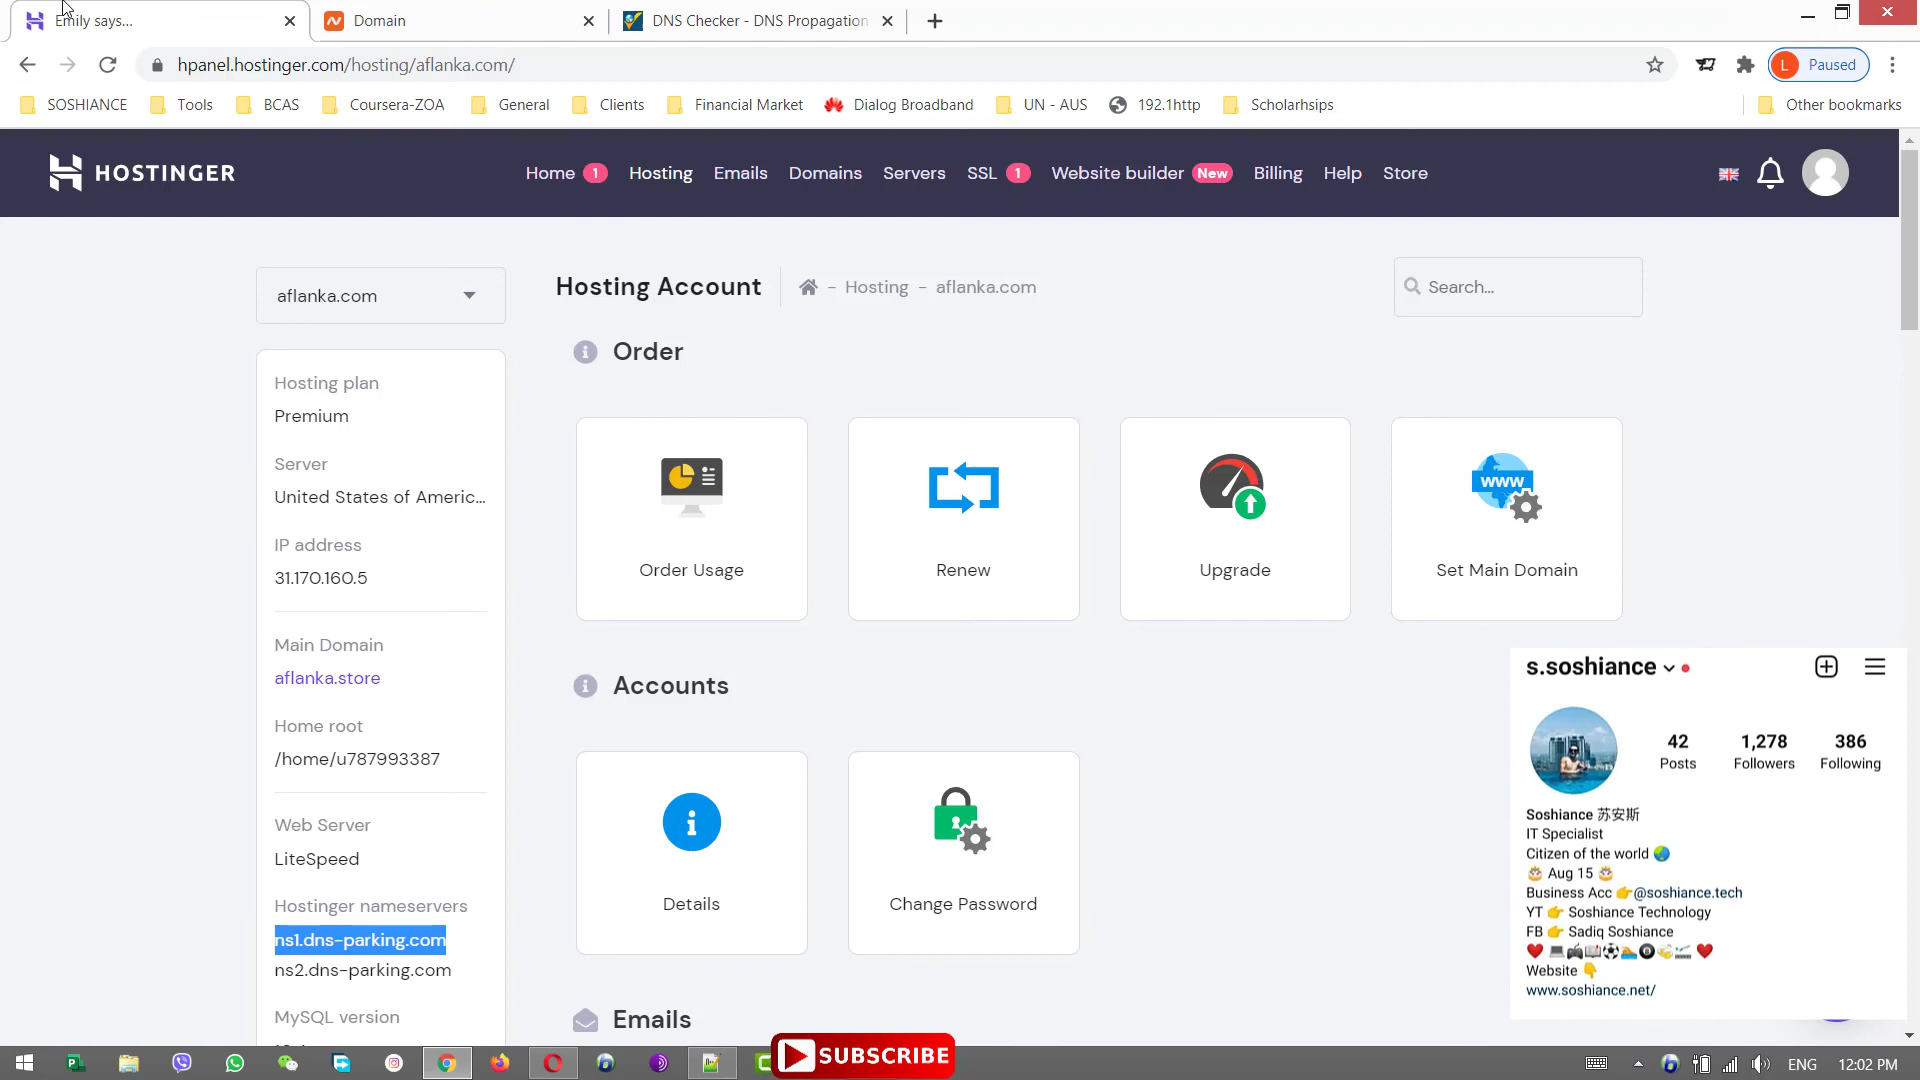 Emily says...
Domain
DNS Checker - DNS Propagation
hpanel.hostinger.com/hosting/aflanka.com/
L Paused
SOSHIANCE
Tools
BCAS
Coursera-ZOA
General
Clients
Financial Market
Dialog Broadband
UN - AUS
192.1http
Scholarhsips
Other bookmarks
HOSTINGER
Home 1
Hosting
Emails
Domains
Servers
SSL 1
Website builder New
Billing
Help
Store
aflanka.com
Hosting Account
- Hosting - aflanka.com
Search...
Hosting plan
Premium
Server
United States of Americ...
IP address
31.170.160.5
Main Domain
aflanka.store
Home root
/home/u787993387
Web Server
LiteSpeed
Hostinger nameservers
ns1.dns-parking.com
ns2.dns-parking.com
MySQL version
Order
Order Usage
Renew
Upgrade
www
Set Main Domain
Accounts
Details
Change Password
Emails
s.soshiance
42
Posts
1,278
Followers
386
Following
Soshiance 苏安斯
IT Specialist
Citizen of the world 🌏
🎂 Aug 15 🎂
Business Acc 👉@soshiance.tech
YT 👉 Soshiance Technology
FB 👉 Sadiq Soshiance
Website 👇
www.soshiance.net/
SUBSCRIBE
ENG
12:02 PM